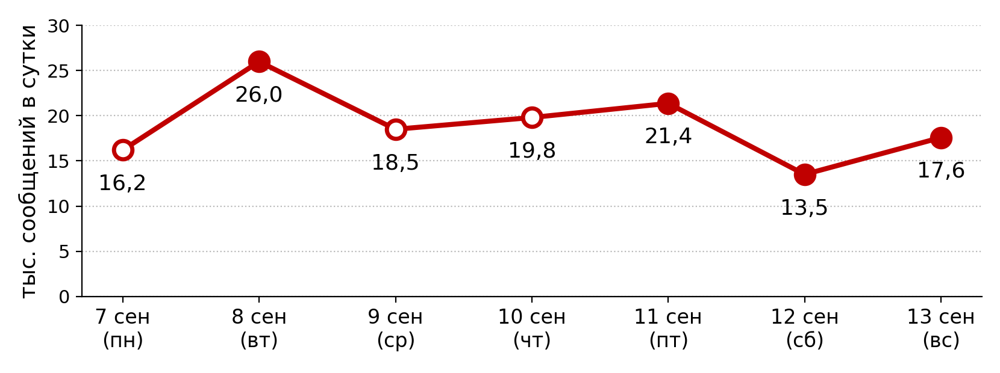 тыс. сообщений в сутки
30
25
20
15
10
5
0
26,0
21,4
19,8
18,5
17,6
16,2
13,5
7 сен
(пн)
8 сен
(вт)
9 сен
(ср)
10 сен
(чт)
11 сен
(пт)
12 сен
(сб)
13 сен
(вс)